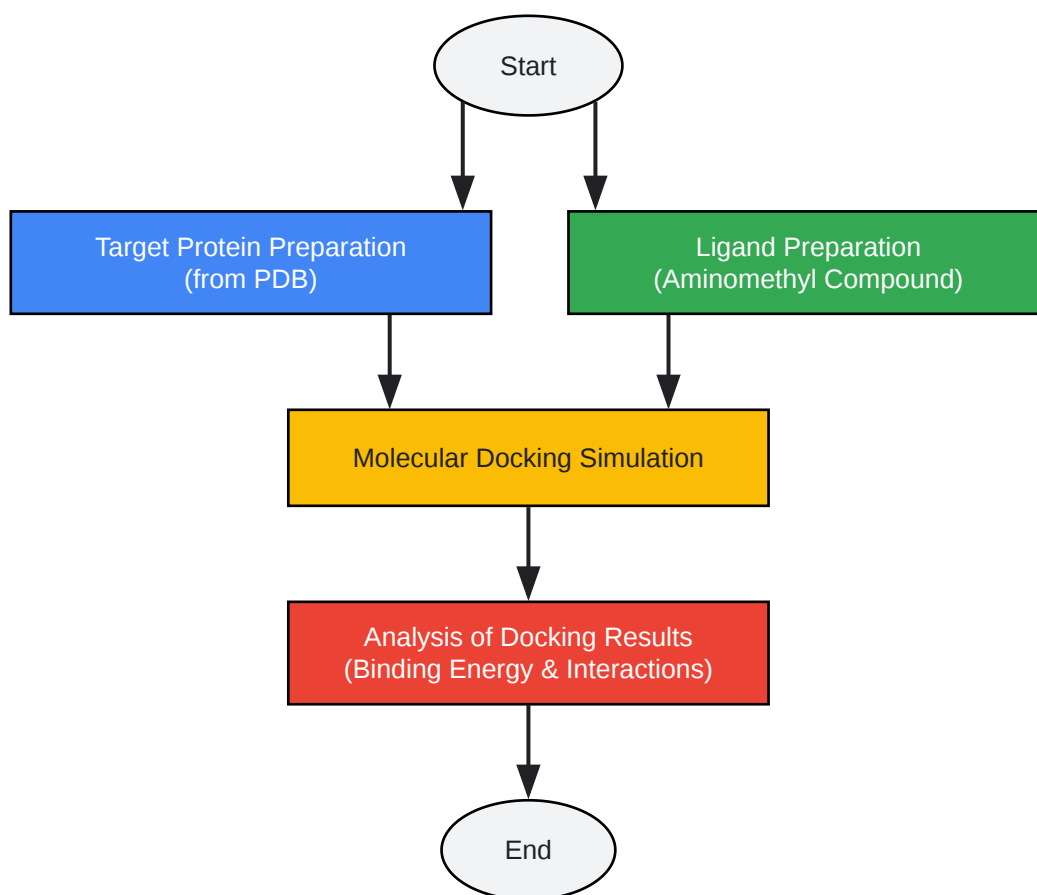 Start
Target Protein Preparation
(from PDB)
Ligand Preparation
(Aminomethyl Compound)
Molecular Docking Simulation
Analysis of Docking Results
(Binding Energy & Interactions)
End